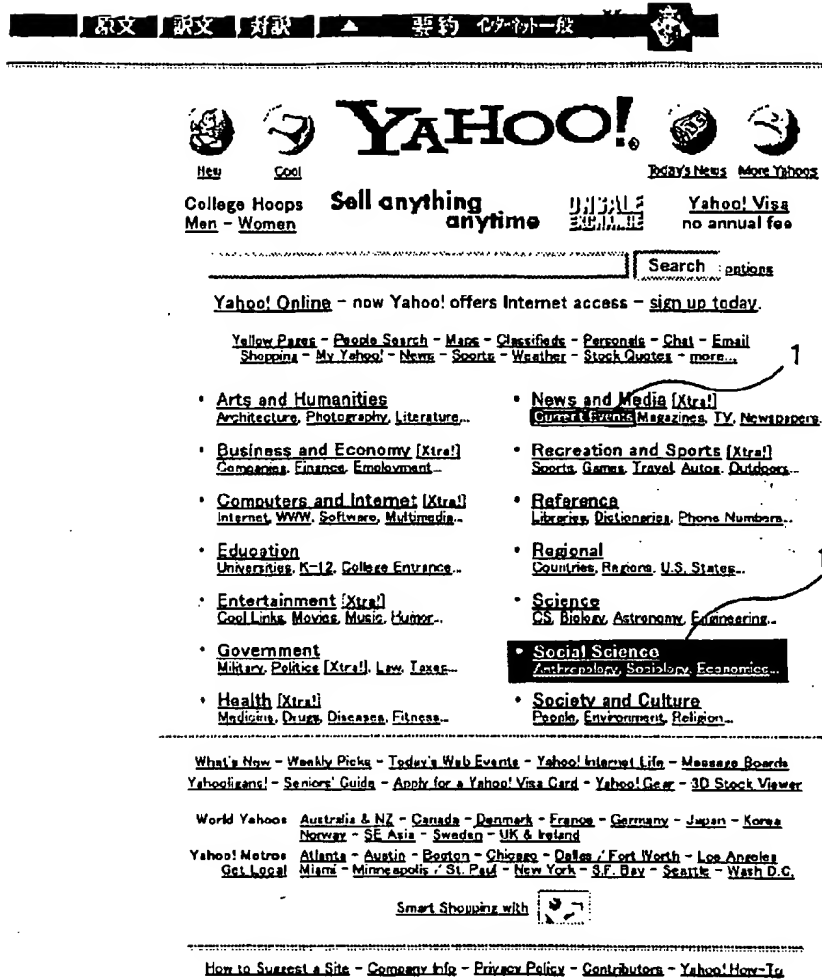 原文 訳文 対訳 ▲ 要約 インターネット一般
YAHOO!
New Cool Today's News More Yahoos
College Hoops
Men - Women
Sell anything
anytime
ONSALE
EXCHANGE
Yahoo! Visa
no annual fee
Search options
Yahoo! Online - now Yahoo! offers Internet access - sign up today.
Yellow Pages - People Search - Maps - Classifieds - Personals - Chat - Email
Shopping - My Yahoo! - News - Sports - Weather - Stock Quotes - more...
1
• Arts and Humanities
Architecture, Photography, Literature...
• News and Media [Xtra!]
Current Events Magazines, TV, Newspapers.
• Business and Economy [Xtra!]
Companies, Finance, Employment...
• Recreation and Sports [Xtra!]
Sports, Games, Travel, Autos, Outdoors...
• Computers and Internet [Xtra!]
Internet, WWW, Software, Multimedia...
• Reference
Libraries, Dictionaries, Phone Numbers...
• Education
Universities, K-12, College Entrance...
• Regional
Countries, Regions, U.S. States...
1
• Entertainment [Xtra!]
Cool Links, Movies, Music, Humor...
• Science
CS, Biology, Astronomy, Engineering...
• Government
Military, Politics [Xtra!], Law, Taxes...
• Social Science
Anthropology, Sociology, Economics...
• Health [Xtra!]
Medicine, Drugs, Diseases, Fitness...
• Society and Culture
People, Environment, Religion...
What's New - Weekly Picks - Today's Web Events - Yahoo! Internet Life - Message Boards
Yahooligans! - Seniors' Guide - Apply for a Yahoo! Visa Card - Yahoo! Gear - 3D Stock Viewer
World Yahoos Australia & NZ - Canada - Denmark - France - Germany - Japan - Korea
Norway - SE Asia - Sweden - UK & Ireland
Yahoo! Metros Atlanta - Austin - Boston - Chicago - Dallas / Fort Worth - Los Angeles
Get Local Miami - Minneapolis / St. Paul - New York - S.F. Bay - Seattle - Wash D.C.
Smart Shopping with
How to Suggest a Site - Company Info - Privacy Policy - Contributors - Yahoo! How-To